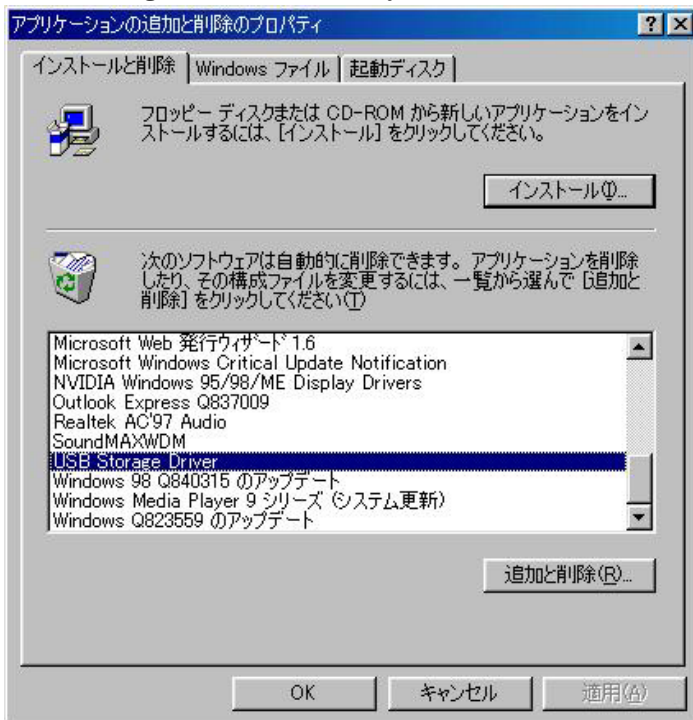 アプリケーションの追加と削除のプロパティ
インストールと削除
Windows ファイル
起動ディスク
フロッピー ディスクまたは CD-ROM から新しいアプリケーションをイン
ストールするには、[インストール] をクリックしてください。
インストール(I)...
次のソフトウェアは自動的に削除できます。 アプリケーションを削除
したり、その構成ファイルを変更するには、一覧から選んで [追加と
削除] をクリックしてください(T)
Microsoft Web 発行ウィザード 1.6
Microsoft Windows Critical Update Notification
NVIDIA Windows 95/98/ME Display Drivers
Outlook Express Q837009
Realtek AC'97 Audio
SoundMAXWDM
USB Storage Driver
Windows 98 Q840315 のアップデート
Windows Media Player 9 シリーズ (システム更新)
Windows Q823559 のアップデート
追加と削除(R)...
OK
キャンセル
適用(A)